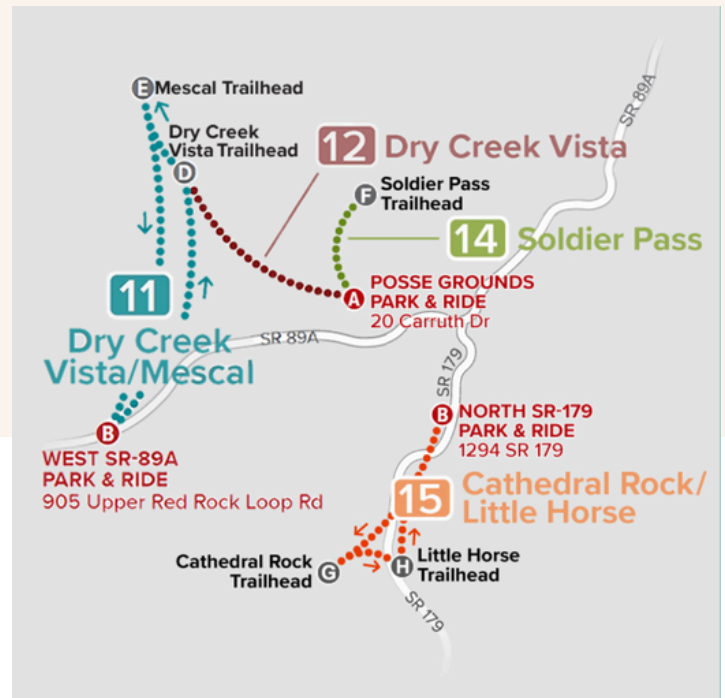 SR 89A
E Mescal Trailhead
Dry Creek
Vista Trailhead
D
12 Dry Creek Vista
F Soldier Pass
Trailhead
14 Soldier Pass
11
Dry Creek
Vista/Mescal
A POSSE GROUNDS
PARK & RIDE
20 Carruth Dr
SR 89A
SR 179
B
WEST SR-89A
PARK & RIDE
905 Upper Red Rock Loop Rd
B NORTH SR-179
PARK & RIDE
1294 SR 179
15 Cathedral Rock/
Little Horse
Cathedral Rock
Trailhead G
H Little Horse
Trailhead
SR 179